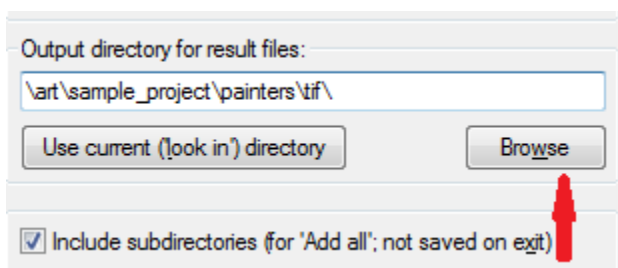 Output directory for result files:
\art\sample_project\painters\tif\
Use current ('look in') directory
Browse
Include subdirectories (for 'Add all'; not saved on exit)